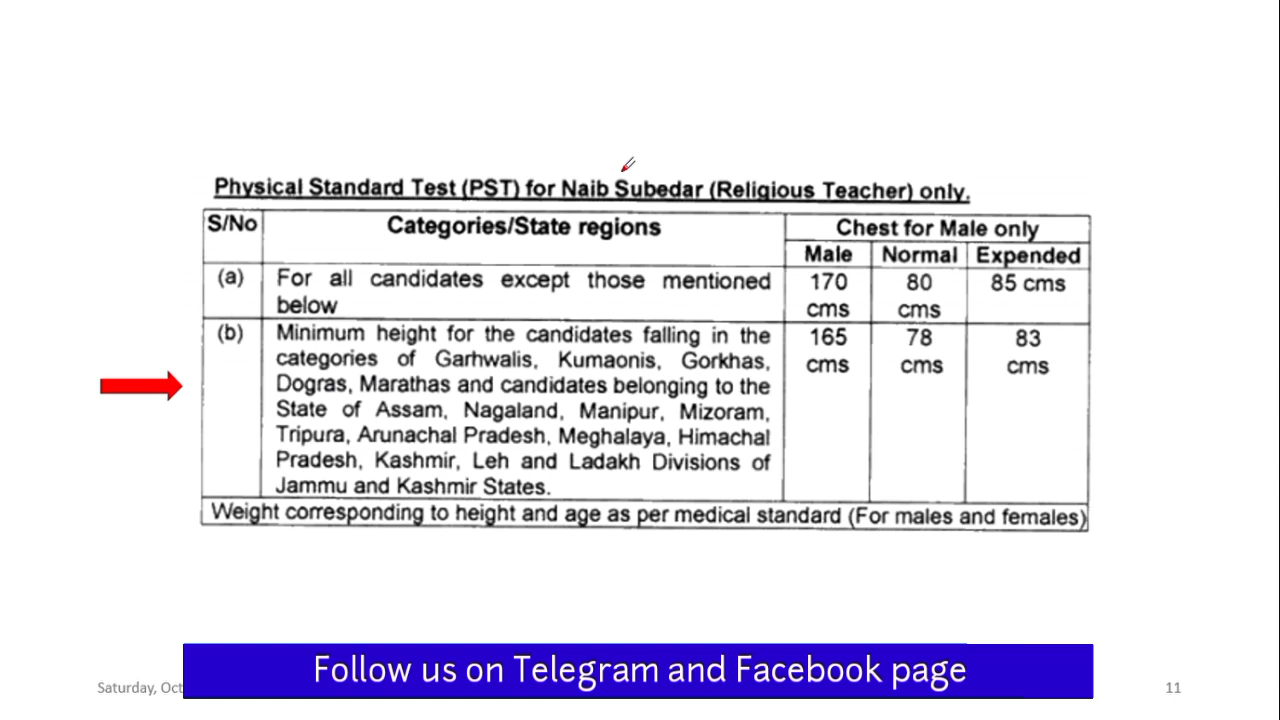 Physical Standard Test (PST) for Naib Subedar (Religious Teacher) only.
S/No Categories/State regions Chest for Male only
Male Normal Expended
(a) For all candidates except those mentioned 170 80 85 cms
below cms cms
(b) Minimum height for the candidates falling in the 165 78 83
categories of Garhwalis, Kumaonis, Gorkhas, cms cms cms
Dogras, Marathas and candidates belonging to the
State of Assam, Nagaland, Manipur, Mizoram,
Tripura, Arunachal Pradesh, Meghalaya, Himachal
Pradesh, Kashmir, Leh and Ladakh Divisions of
Jammu and Kashmir States.
Weight corresponding to height and age as per medical standard (For males and females)
Follow us on Telegram and Facebook page
Saturday, Oct 11